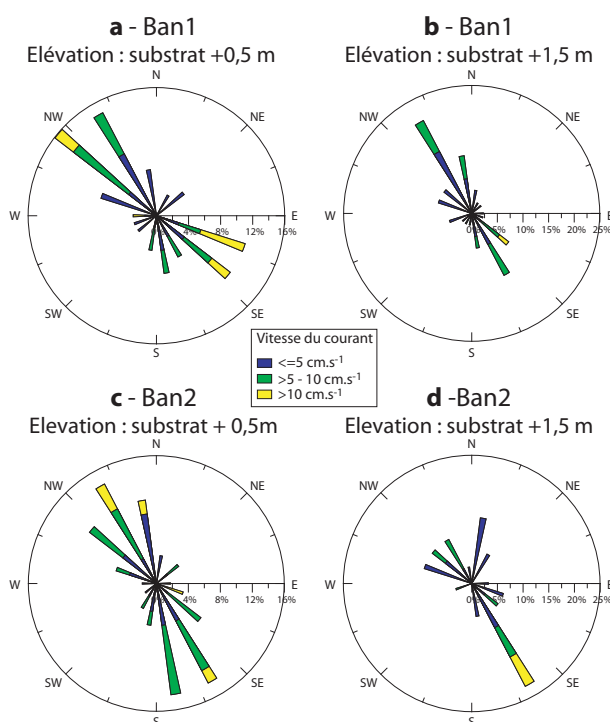 a - Ban1
Elévation : substrat +0,5 m
N
NW
NE
W
E
4%
8%
12%
16%
SW
SE
S
b - Ban1
Elévation : substrat +1,5 m
N
NW
NE
W
E
0%
5%
10%
15%
20%
25%
SW
SE
S
Vitesse du courant
<=5 cm.s-1
>5 - 10 cm.s-1
>10 cm.s-1
c - Ban2
Elevation : substrat + 0,5m
N
NW
NE
W
E
0%
4%
8%
12%
16%
SW
SE
S
d -Ban2
Elevation : substrat +1,5 m
N
NW
NE
W
E
0%
5%
10%
15%
20%
25%
SW
SE
S